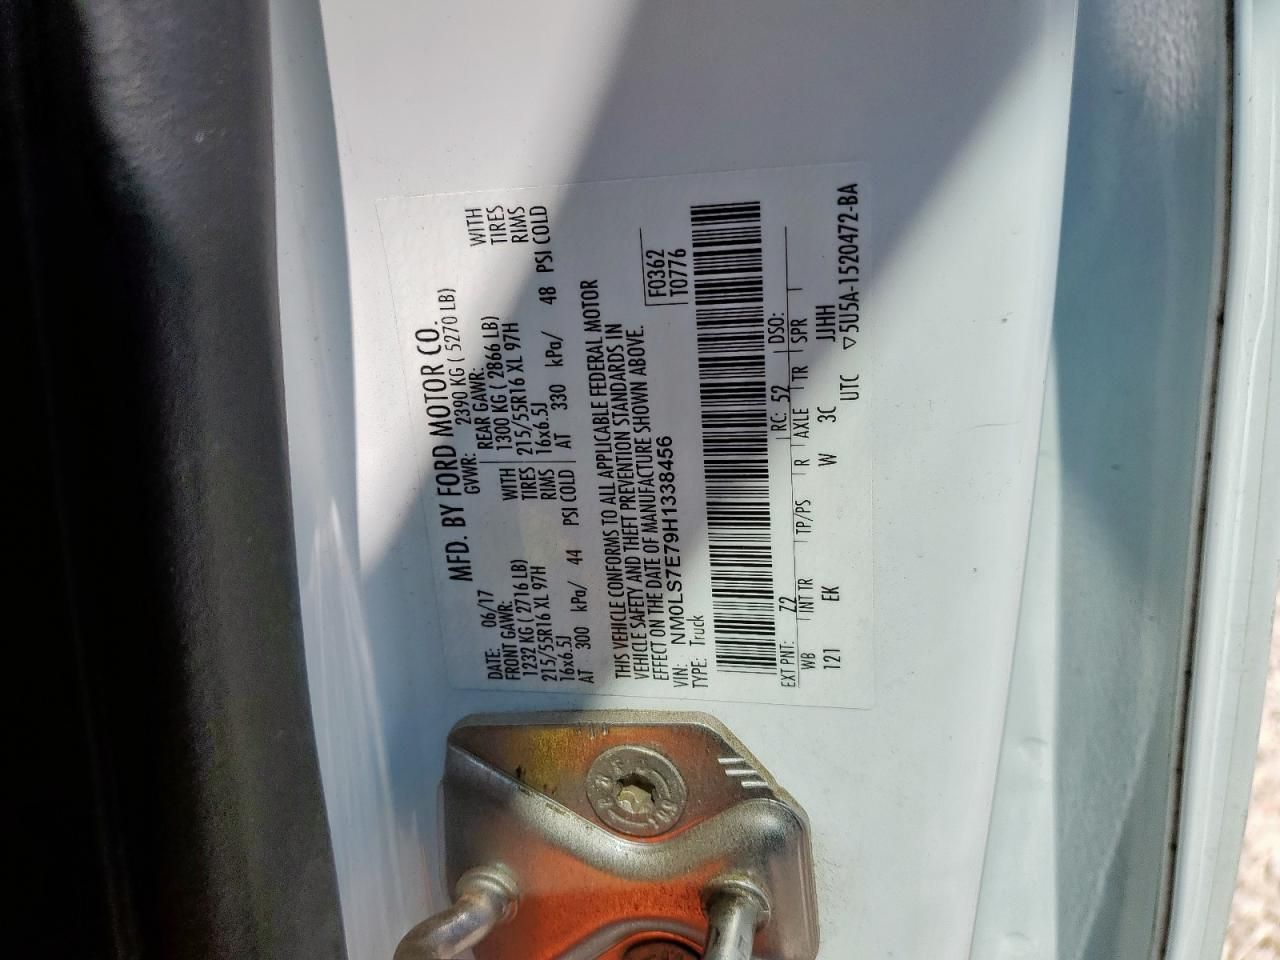 MFD. BY FORD MOTOR CO.
DATE: 06/17 GVWR: 2390 KG ( 5270 LB)
FRONT GAWR: REAR GAWR:
1232 KG ( 2716 LB) WITH 1300 KG ( 2866 LB) WITH
215/55R16 XL 97H TIRES 215/55R16 XL 97H TIRES
16x6.5J RIMS 16x6.5J RIMS
AT 300 kPa/ 44 PSI COLD AT 330 kPa/ 48 PSI COLD
THIS VEHICLE CONFORMS TO ALL APPLICABLE FEDERAL MOTOR
VEHICLE SAFETY AND THEFT PREVENTION STANDARDS IN
EFFECT ON THE DATE OF MANUFACTURE SHOWN ABOVE.
VIN: NM0LS7E79H1338456 F0362
TYPE: Truck T0776
EXT PNT: Z2 RC: 52 DSO:
WB INT TR TP/PS R AXLE TR SPR
121 EK W 3C JJHH
UTC ▽5U5A-1520472-BA